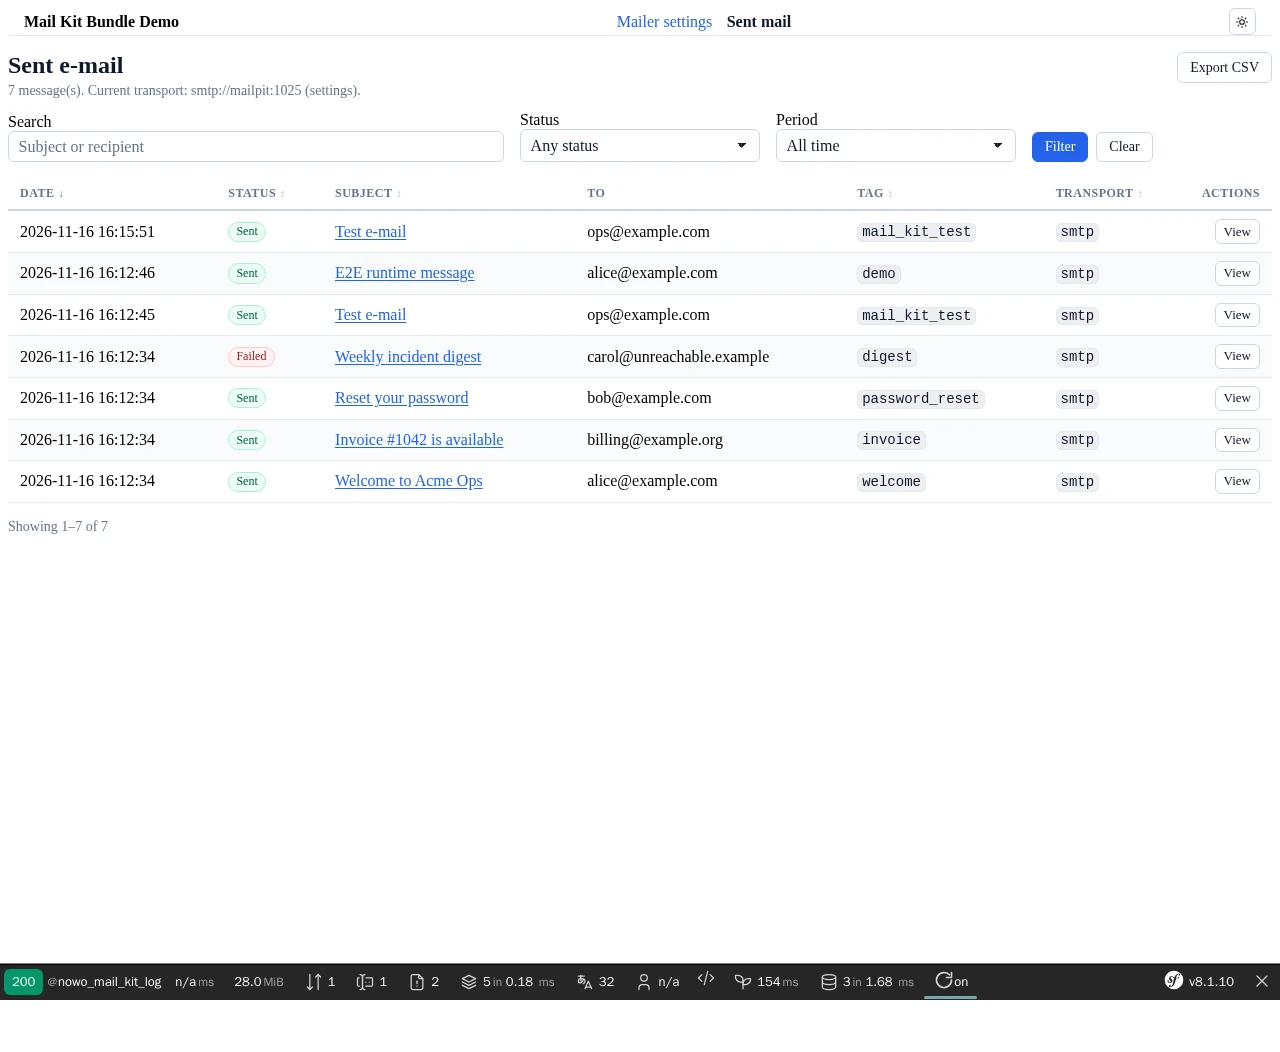 Mail Kit Bundle Demo Mailer settings Sent mail
Sent e-mail Export CSV
7 message(s). Current transport: smtp://mailpit:1025 (settings).
Search Status Period
Subject or recipient Any status All time Filter Clear
DATE ↓ STATUS ↕ SUBJECT ↕ TO TAG ↕ TRANSPORT ↕ ACTIONS
2026-11-16 16:15:51 Sent Test e-mail ops@example.com mail_kit_test smtp View
2026-11-16 16:12:46 Sent E2E runtime message alice@example.com demo smtp View
2026-11-16 16:12:45 Sent Test e-mail ops@example.com mail_kit_test smtp View
2026-11-16 16:12:34 Failed Weekly incident digest carol@unreachable.example digest smtp View
2026-11-16 16:12:34 Sent Reset your password bob@example.com password_reset smtp View
2026-11-16 16:12:34 Sent Invoice #1042 is available billing@example.org invoice smtp View
2026-11-16 16:12:34 Sent Welcome to Acme Ops alice@example.com welcome smtp View
Showing 1–7 of 7
200 @nowo_mail_kit_log n/a ms 28.0 MiB 1 1 2 5 in 0.18 ms 32 n/a 154 ms 3 in 1.68 ms on v8.1.10